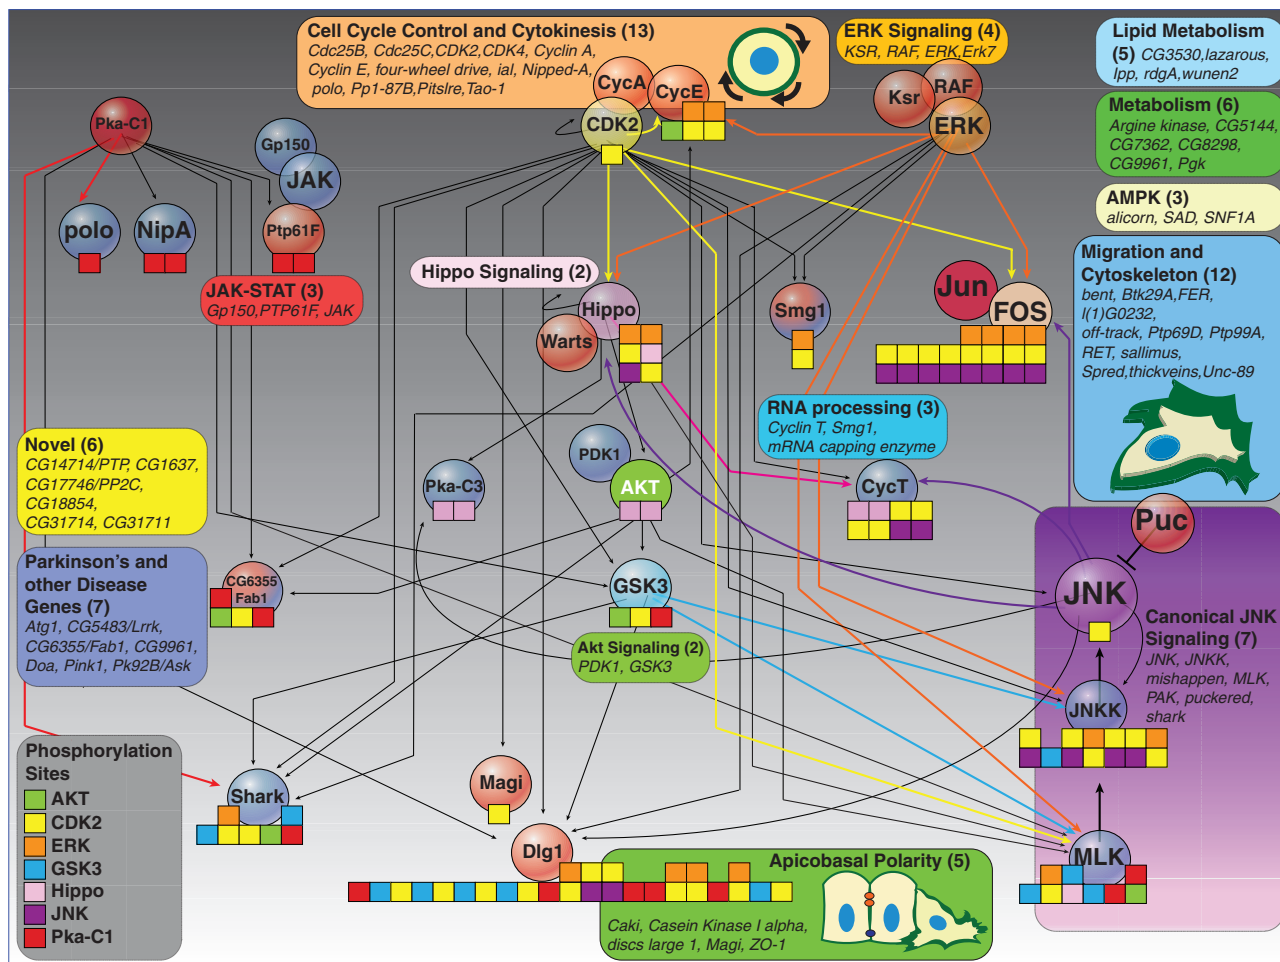 Cell Cycle Control and Cytokinesis (13)
Cdc25B, Cdc25C,CDK2,CDK4, Cyclin A,
Cyclin E, four-wheel drive, ial, Nipped-A,
polo, Pp1-87B,Pitslre,Tao-1
CycA
CycE
CDK2
ERK Signaling (4)
KSR, RAF, ERK,Erk7
Ksr
RAF
ERK
Lipid Metabolism
(5) CG3530,lazarous,
lpp, rdgA,wunen2
Metabolism (6)
Argine kinase, CG5144,
CG7362, CG8298,
CG9961, Pgk
AMPK (3)
alicorn, SAD, SNF1A
Migration and
Cytoskeleton (12)
bent, Btk29A,FER,
l(1)G0232,
off-track, Ptp69D, Ptp99A,
RET, sallimus,
Spred,thickveins,Unc-89
Pka-C1
Gp150
JAK
polo
NipA
Ptp61F
JAK-STAT (3)
Gp150,PTP61F, JAK
Hippo Signaling (2)
Hippo
Warts
Smg1
Jun
FOS
RNA processing (3)
Cyclin T, Smg1,
mRNA capping enzyme
Novel (6)
CG14714/PTP, CG1637,
CG17746/PP2C,
CG18854,
CG31714, CG31711
PDK1
AKT
Pka-C3
CycT
Puc
Parkinson's and
other Disease
Genes (7)
Atg1, CG5483/Lrrk,
CG6355/Fab1, CG9961,
Doa, Pink1, Pk92B/Ask
CG6355
Fab1
GSK3
JNK
Akt Signaling (2)
PDK1, GSK3
Canonical JNK
Signaling (7)
JNK, JNKK,
mishappen, MLK,
PAK, puckered,
shark
JNKK
Phosphorylation
Sites
AKT
CDK2
ERK
GSK3
Hippo
JNK
Pka-C1
Shark
Magi
Dlg1
MLK
Apicobasal Polarity (5)
Caki, Casein Kinase I alpha,
discs large 1, Magi, ZO-1